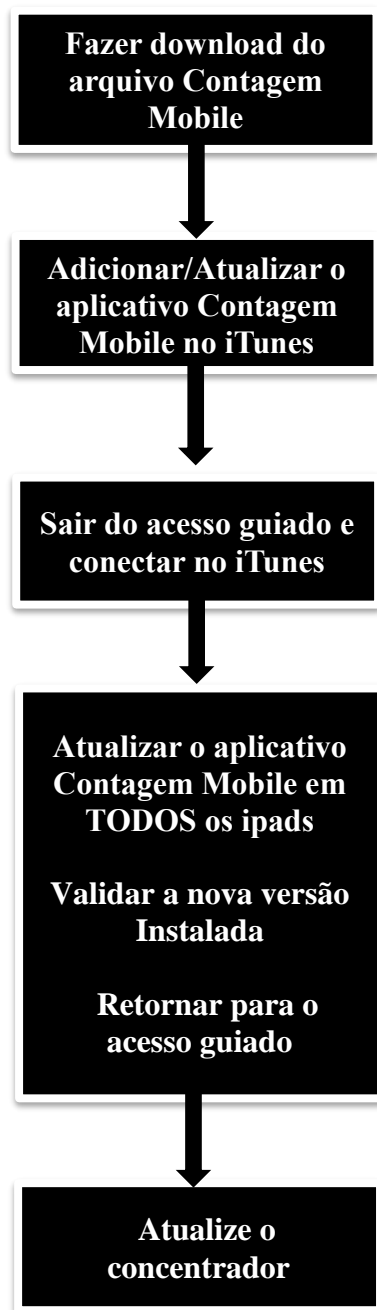 Fazer download do
arquivo Contagem
Mobile
Adicionar/Atualizar o
aplicativo Contagem
Mobile no iTunes
Sair do acesso guiado e
conectar no iTunes
Atualizar o aplicativo
Contagem Mobile em
TODOS os ipads
Validar a nova versão
Instalada
Retornar para o
acesso guiado
Atualize o
concentrador